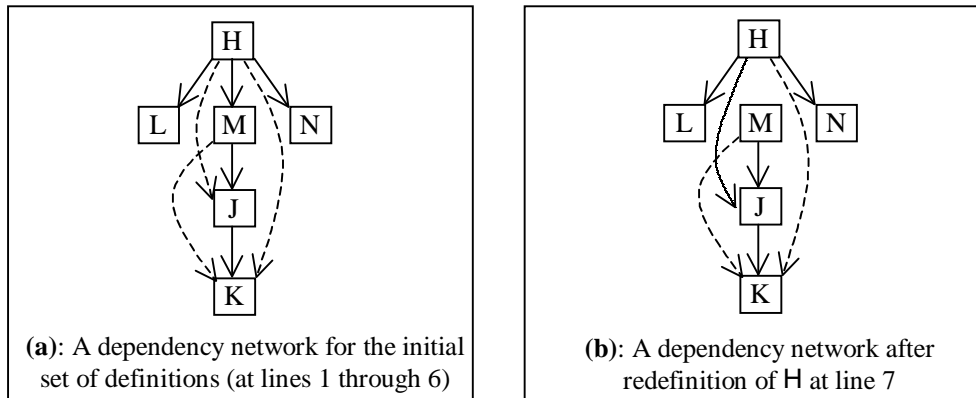 H
L M N
J
K
(a): A dependency network for the initial
set of definitions (at lines 1 through 6)
H
L M N
J
K
(b): A dependency network after
redefinition of H at line 7